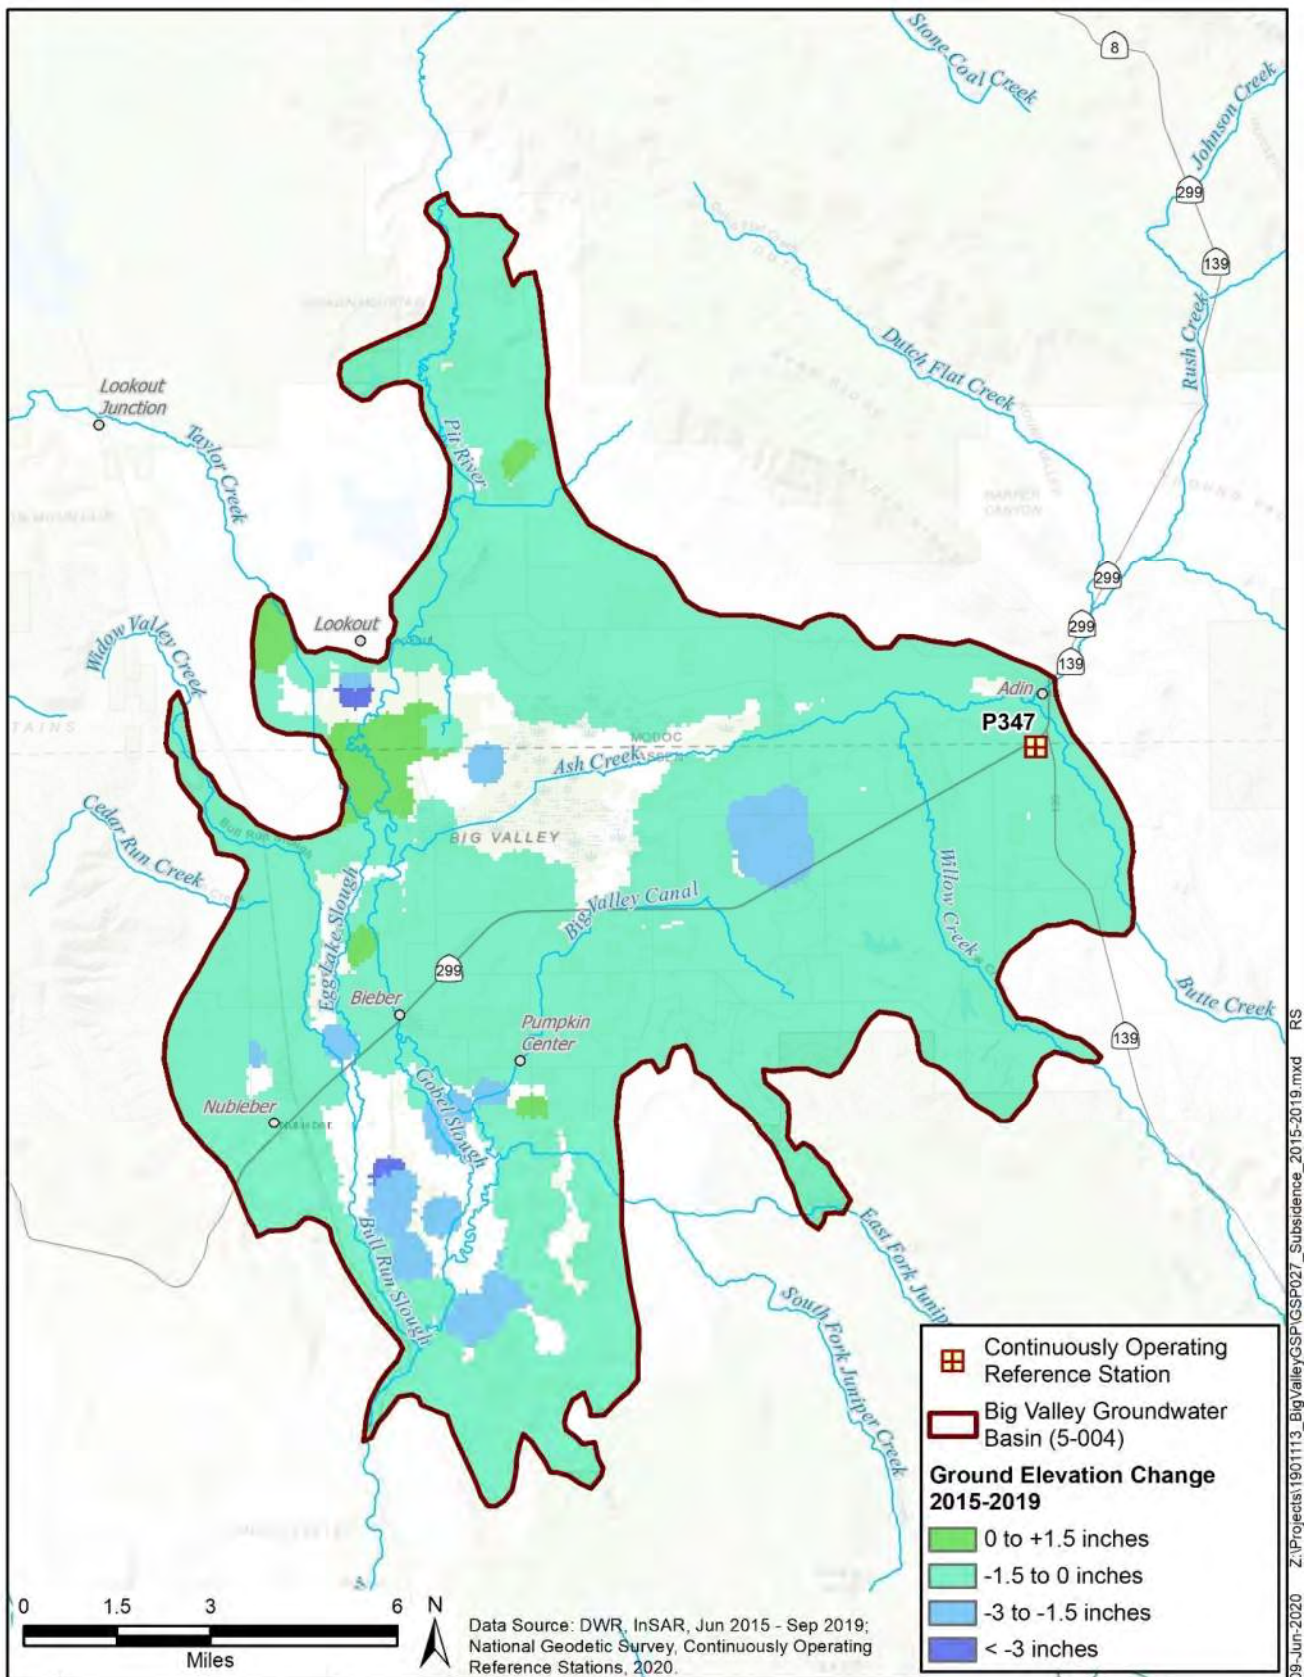 Stone
Coal Creek
8
Johnson Creek
299
139
Rush Creek
Dutch Flat Creek
Lookout
Junction
Taylor Creek
Pit River
HARPER
CANYON
299
299
139
Lookout
Widow Valley Creek
Adin
P347
MODOC
LASSEN
Ash Creek
BIG VALLEY
Cedar Run Creek
Egg Lake Slough
Big Valley Canal
Willow Creek
299
Bieber
Pumpkin
Center
Butte Creek
139
Gobel Slough
Nubieber
Bull Run Slough
East Fork Junip
South Fork Juniper Creek
Continuously Operating
Reference Station
Big Valley Groundwater
Basin (5-004)
Ground Elevation Change
2015-2019
0 to +1.5 inches
-1.5 to 0 inches
-3 to -1.5 inches
< -3 inches
0 1.5 3 6
Miles
N
Data Source: DWR, InSAR, Jun 2015 - Sep 2019;
National Geodetic Survey, Continuously Operating
Reference Stations, 2020.
09-Jun-2020 Z:\Projects\1901113_BigValleyGSP\GSP027_Subsidence_2015-2019.mxd RS